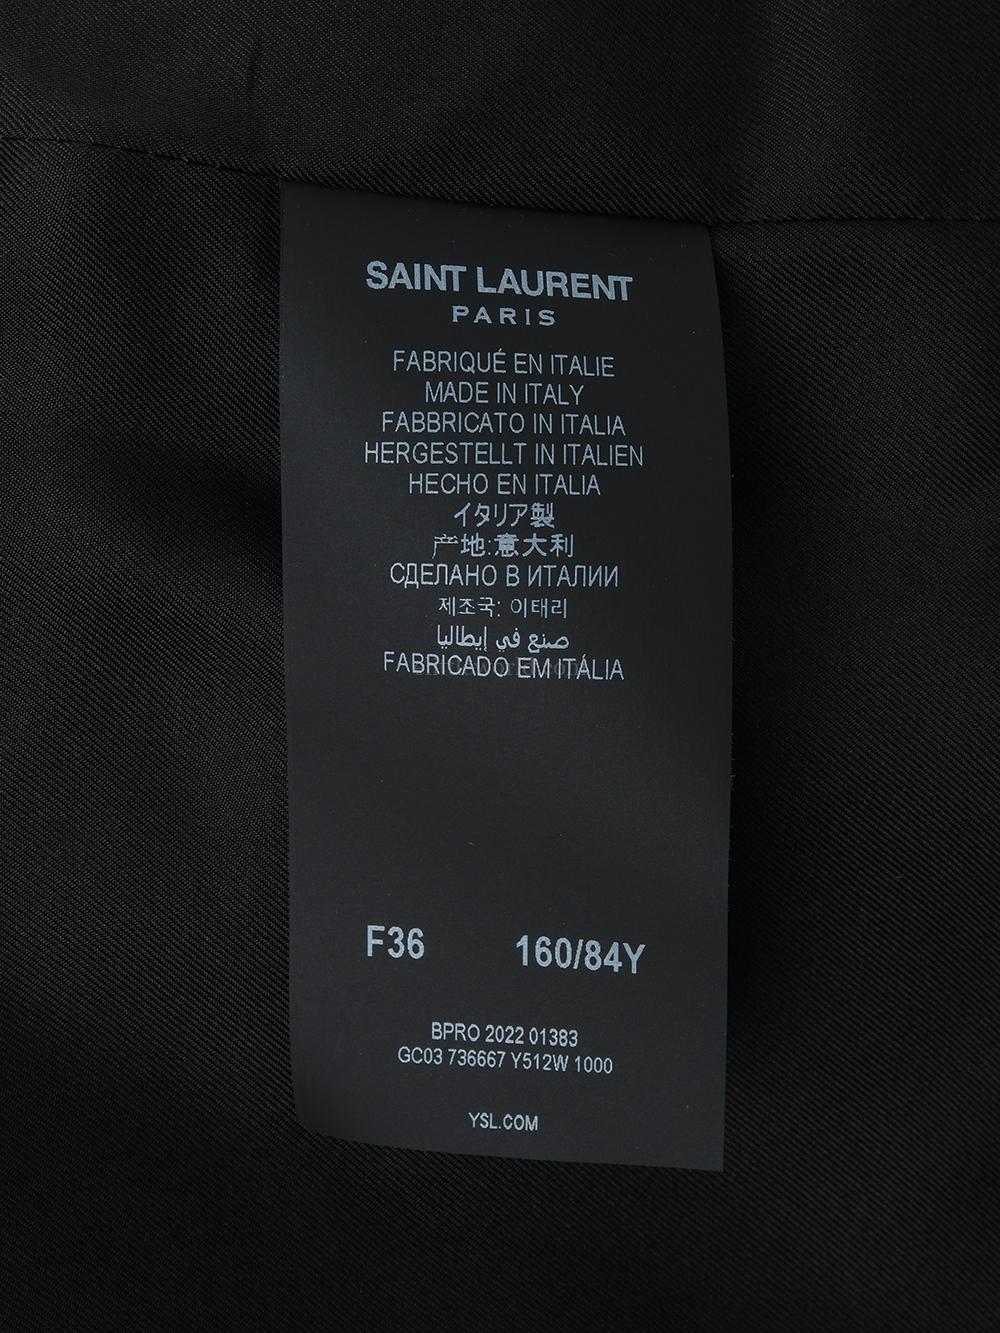 SAINT LAURENT
PARIS
FABRIQUÉ EN ITALIE
MADE IN ITALY
FABBRICATO IN ITALIA
HERGESTELLT IN ITALIEN
HECHO EN ITALIA
イタリア製
产地:意大利
СДЕЛАНО В ИТАЛИИ
제조국: 이태리
صنع في إيطاليا
FABRICADO EM ITÁLIA
F36 160/84Y
BPRO 2022 01383
GC03 736667 Y512W 1000
YSL.COM